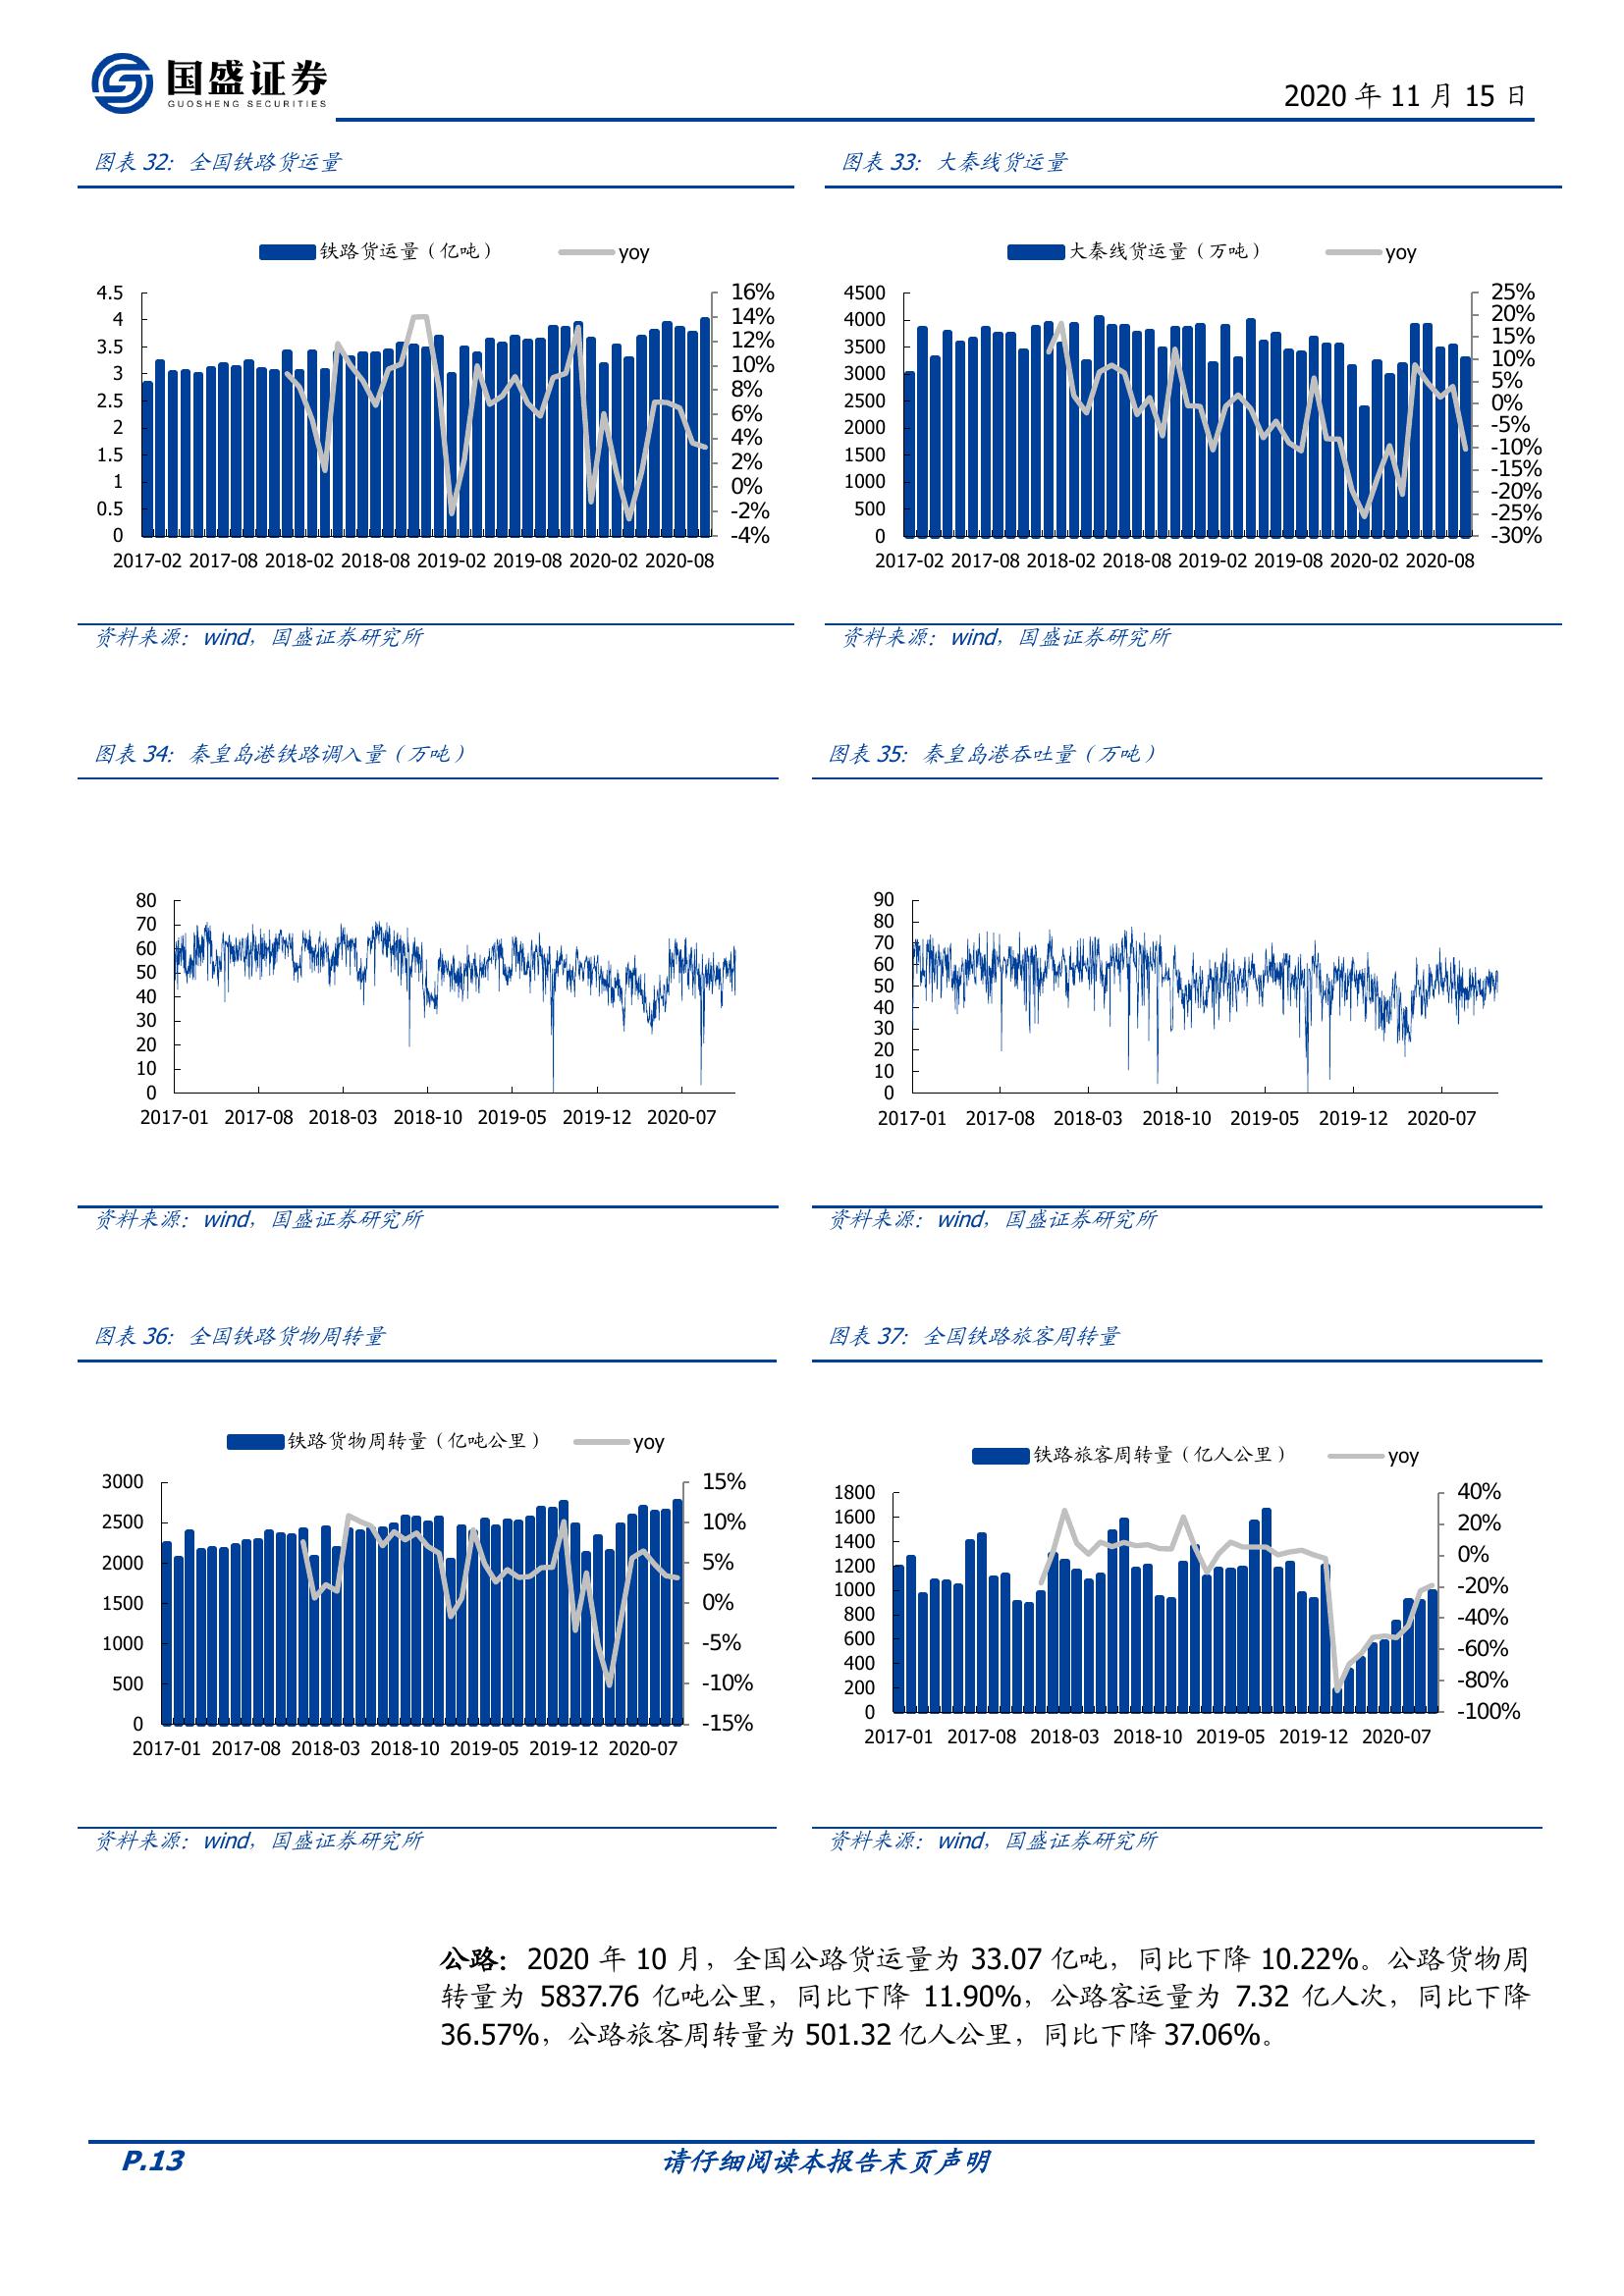 国盛证券
GUOSHENG SECURITIES
2020 年 11 月 15 日
图表 32：全国铁路货运量
铁路货运量（亿吨） yoy
4.5 16%
4 14%
3.5 12%
3 10%
2.5 8%
2 6%
1.5 4%
1 2%
0.5 0%
0 -2%
-4%
2017-02 2017-08 2018-02 2018-08 2019-02 2019-08 2020-02 2020-08
资料来源：wind，国盛证券研究所
图表 33：大秦线货运量
大秦线货运量（万吨） yoy
4500 25%
4000 20%
3500 15%
3000 10%
2500 5%
2000 0%
1500 -5%
1000 -10%
500 -15%
0 -20%
-25%
-30%
2017-02 2017-08 2018-02 2018-08 2019-02 2019-08 2020-02 2020-08
资料来源：wind，国盛证券研究所
图表 34：秦皇岛港铁路调入量（万吨）
80
70
60
50
40
30
20
10
0
2017-01 2017-08 2018-03 2018-10 2019-05 2019-12 2020-07
资料来源：wind，国盛证券研究所
图表 35：秦皇岛港吞吐量（万吨）
90
80
70
60
50
40
30
20
10
0
2017-01 2017-08 2018-03 2018-10 2019-05 2019-12 2020-07
资料来源：wind，国盛证券研究所
图表 36：全国铁路货物周转量
铁路货物周转量（亿吨公里） yoy
3000 15%
2500 10%
2000 5%
1500 0%
1000 -5%
500 -10%
0 -15%
2017-01 2017-08 2018-03 2018-10 2019-05 2019-12 2020-07
资料来源：wind，国盛证券研究所
图表 37：全国铁路旅客周转量
铁路旅客周转量（亿人公里） yoy
1800 40%
1600 20%
1400 0%
1200 -20%
1000 -40%
800 -60%
600 -80%
400 -100%
200
0
2017-01 2017-08 2018-03 2018-10 2019-05 2019-12 2020-07
资料来源：wind，国盛证券研究所
公路：2020 年 10 月，全国公路货运量为 33.07 亿吨，同比下降 10.22%。公路货物周
转量为 5837.76 亿吨公里，同比下降 11.90%，公路客运量为 7.32 亿人次，同比下降
36.57%，公路旅客周转量为 501.32 亿人公里，同比下降 37.06%。
P.13 请仔细阅读本报告末页声明